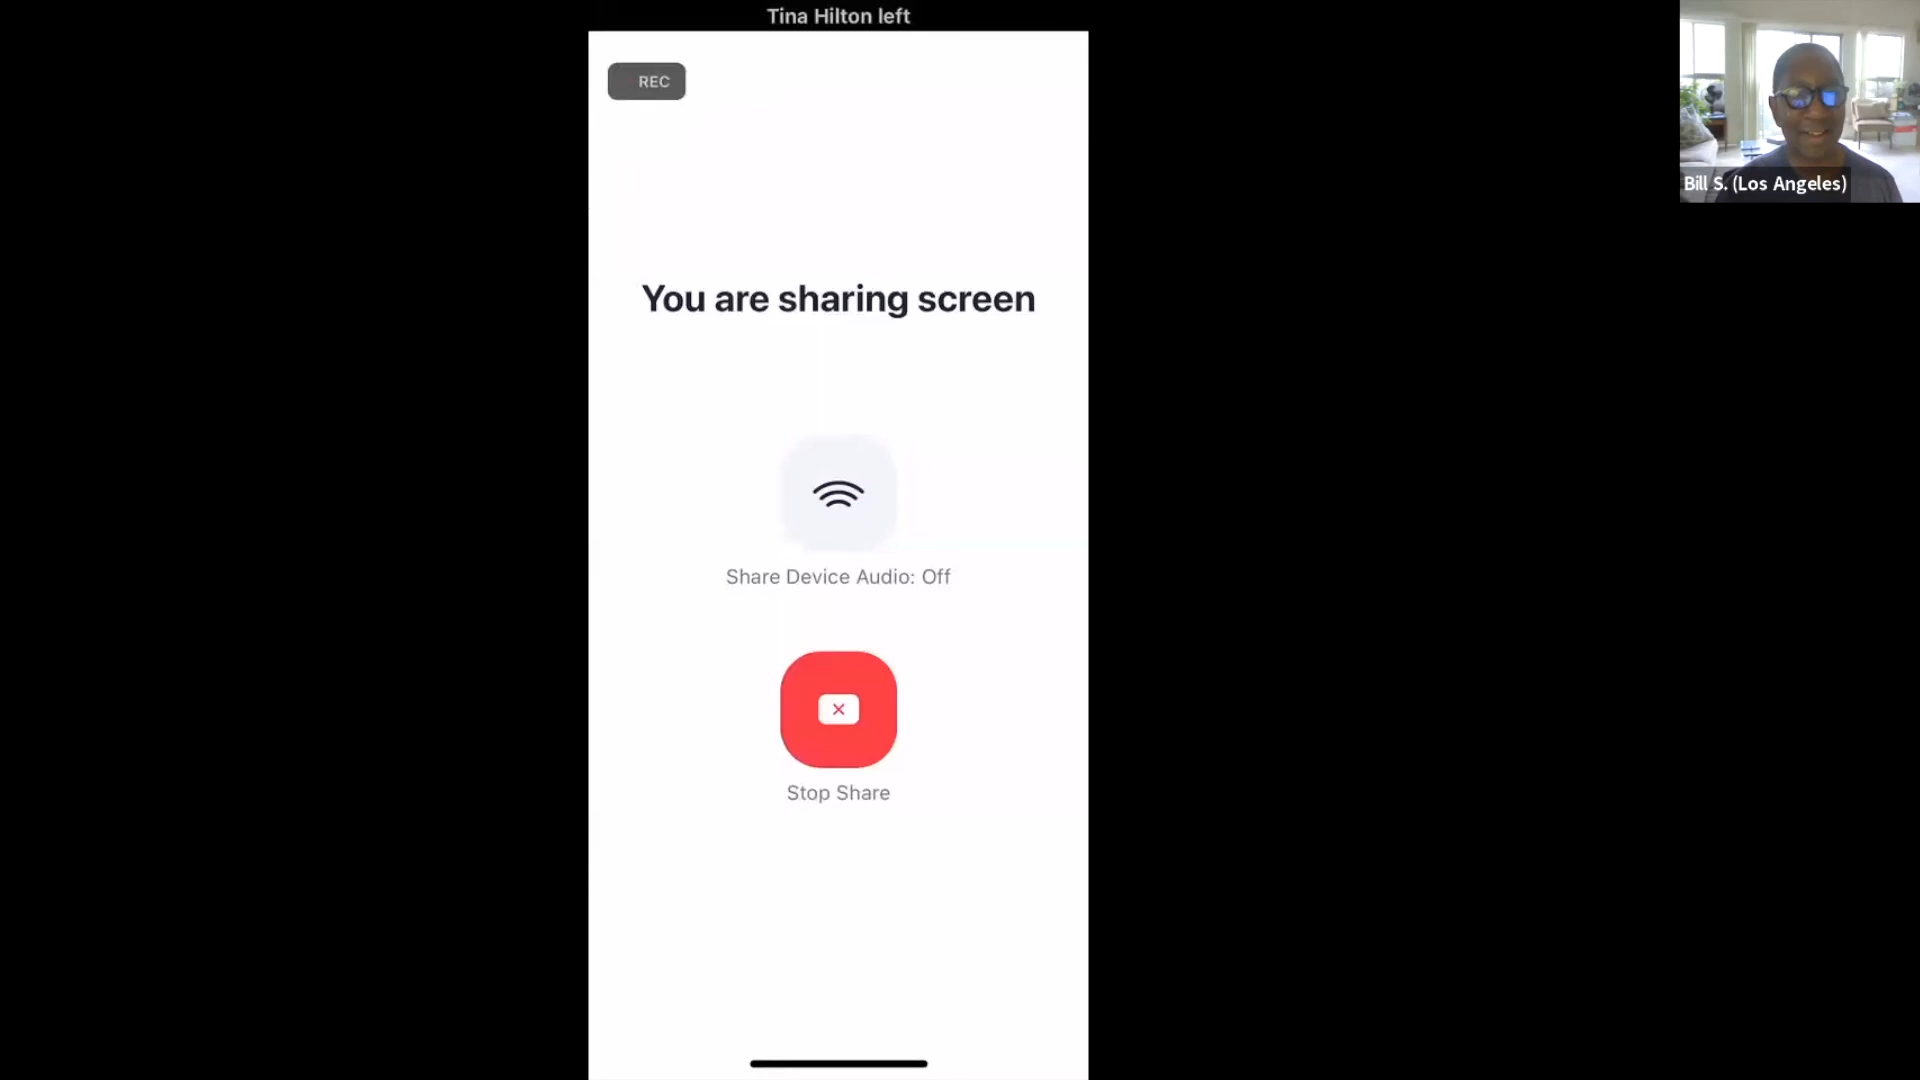 Tina Hilton left
REC
You are sharing screen
Share Device Audio: Off
Stop Share
Bill S. (Los Angeles)